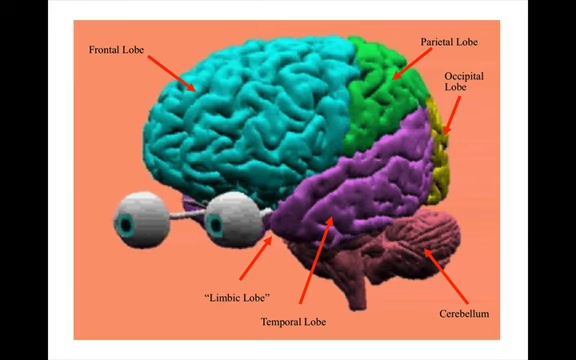 Frontal Lobe
Parietal Lobe
Occipital
Lobe
“Limbic Lobe”
Temporal Lobe
Cerebellum